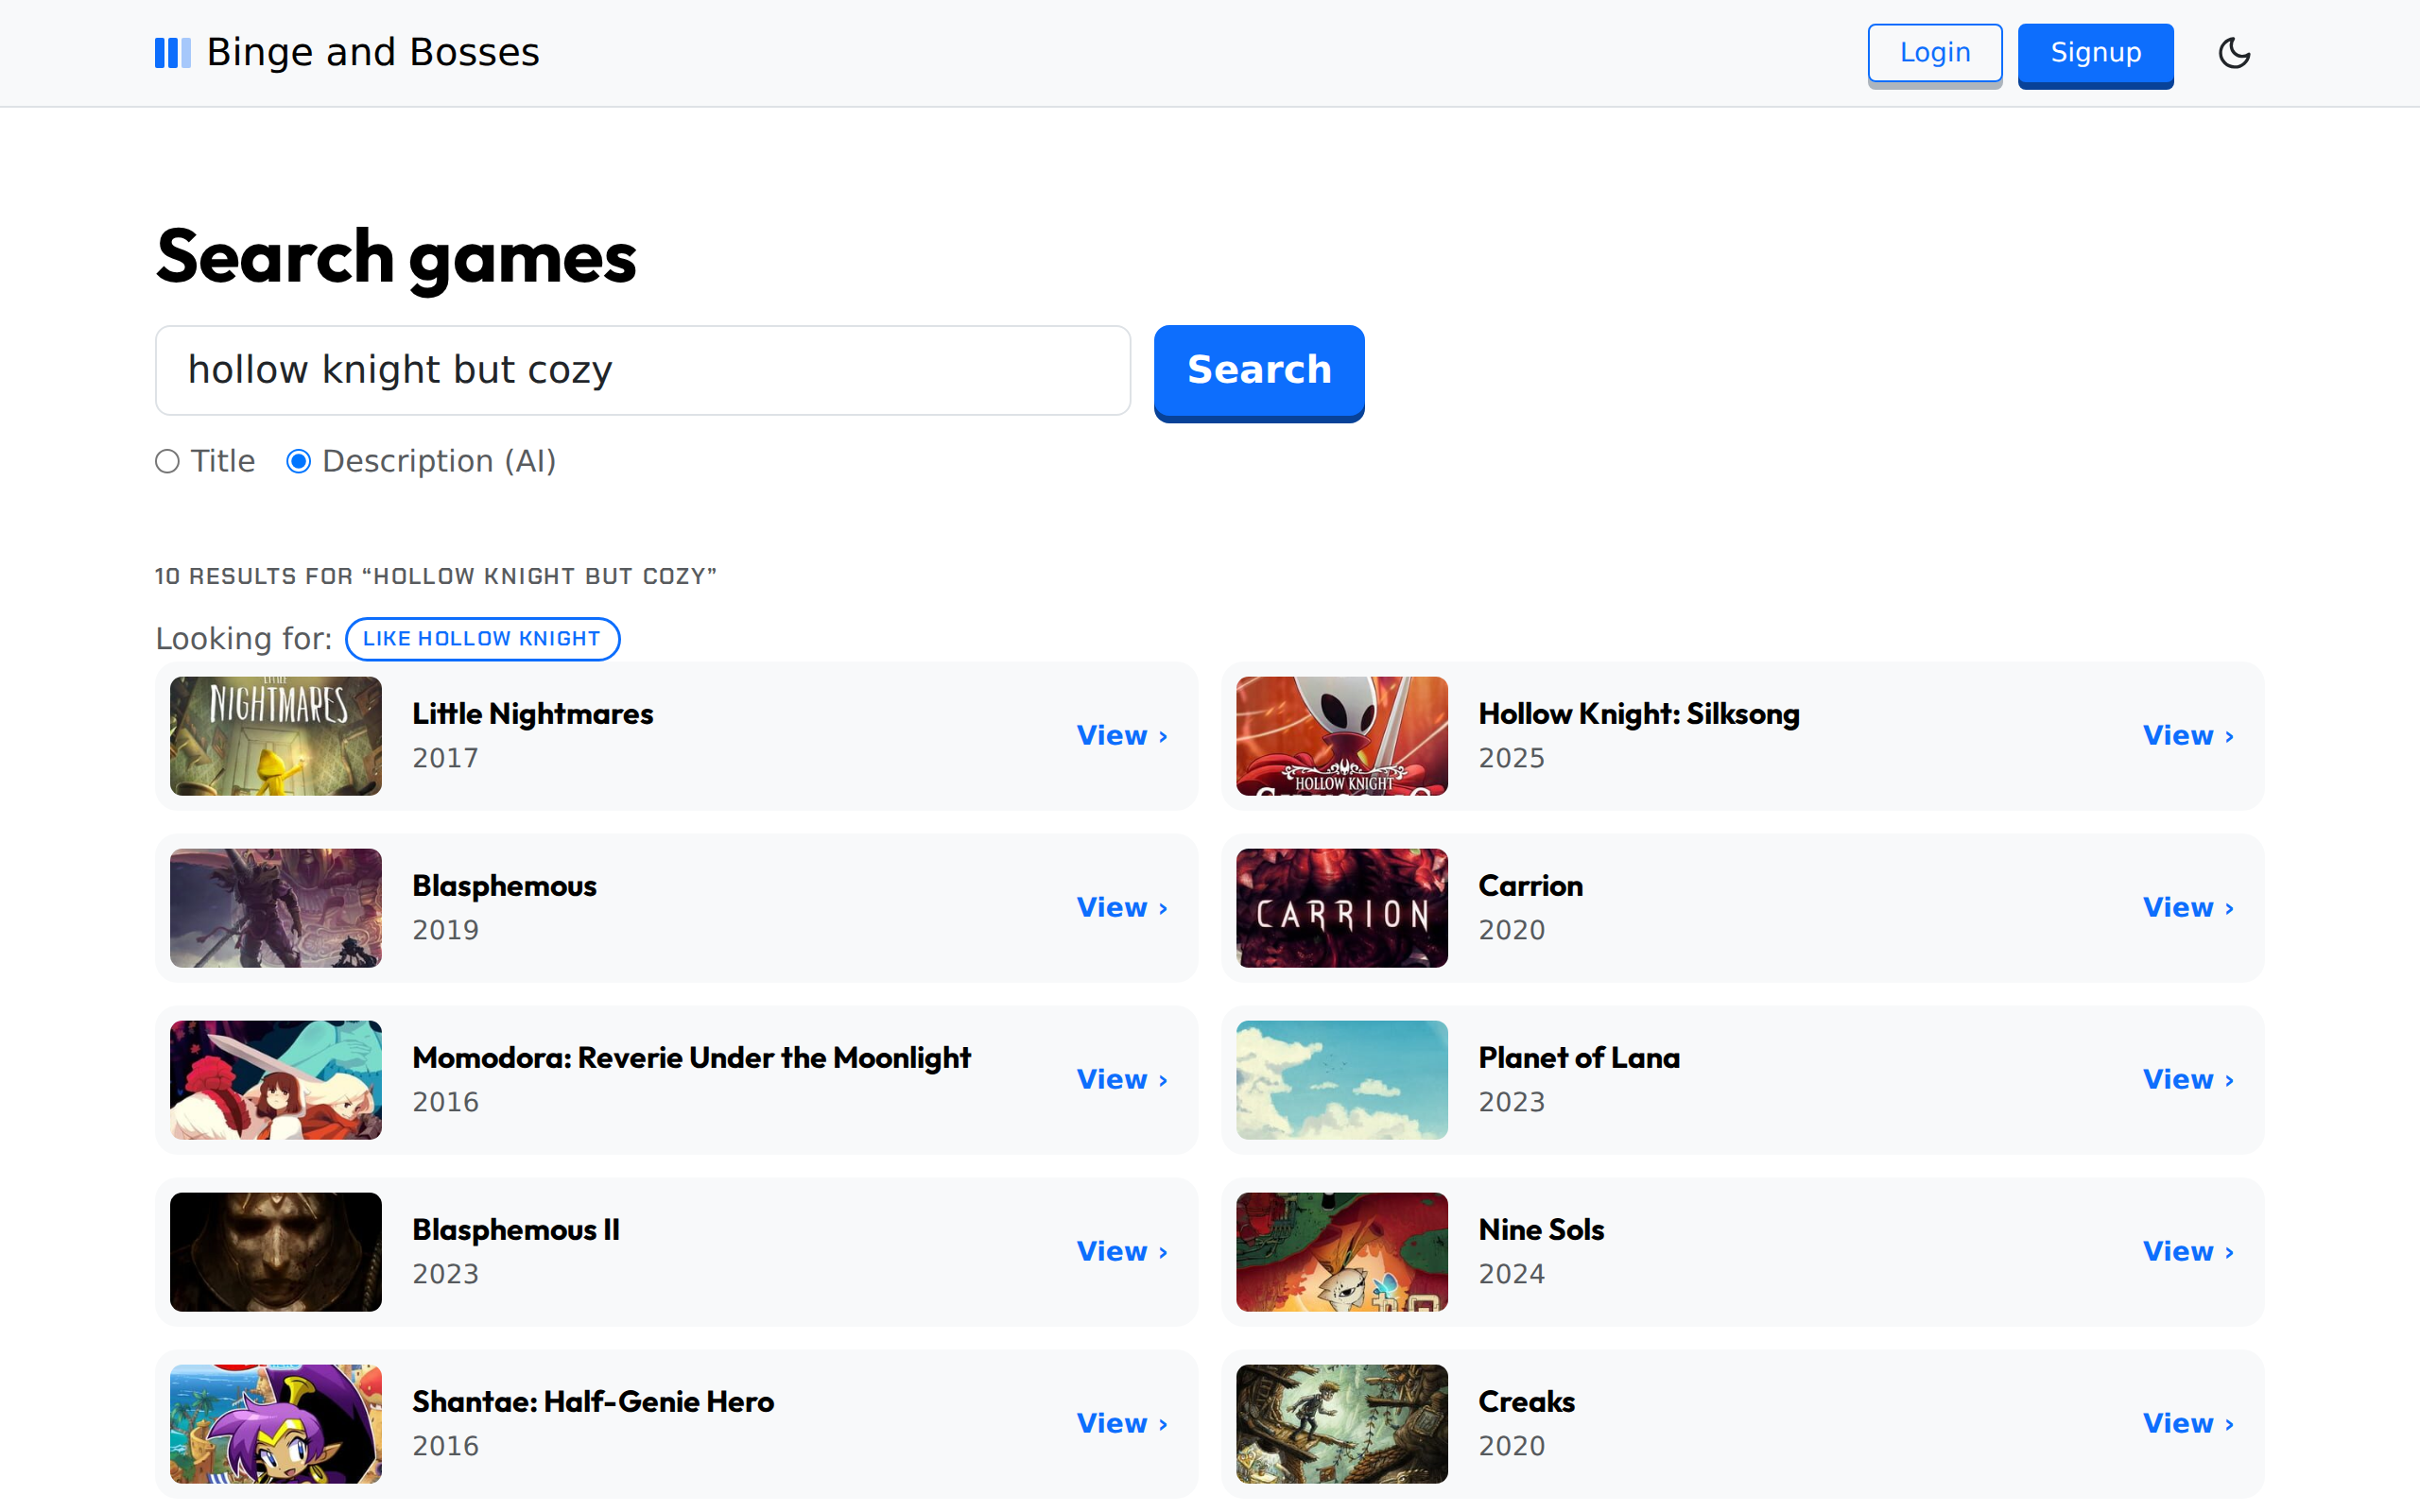 Binge and Bosses
Login
Signup
Search games
hollow knight but cozy
Search
Title
Description (AI)
10 RESULTS FOR “HOLLOW KNIGHT BUT COZY”
Looking for: LIKE HOLLOW KNIGHT
LITTLE
NIGHTMARES
Little Nightmares
2017
View ›
HOLLOW KNIGHT
Hollow Knight: Silksong
2025
View ›
Blasphemous
2019
View ›
CARRION
Carrion
2020
View ›
Momodora: Reverie Under the Moonlight
2016
View ›
Planet of Lana
2023
View ›
Blasphemous II
2023
View ›
Nine Sols
2024
View ›
Shantae: Half-Genie Hero
2016
View ›
Creaks
2020
View ›